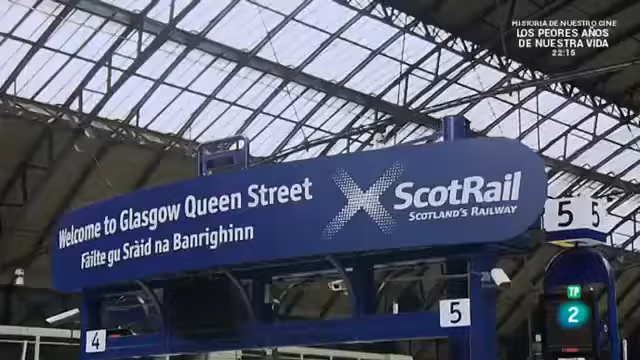 HISTORIA DE NUESTRO CINE
LOS PEORES AÑOS
DE NUESTRA VIDA
22:15
Welcome to Glasgow Queen Street
Fàilte gu Sràid na Banrighinn
ScotRail
SCOTLAND'S RAILWAY
5 5
4
5
TP
2